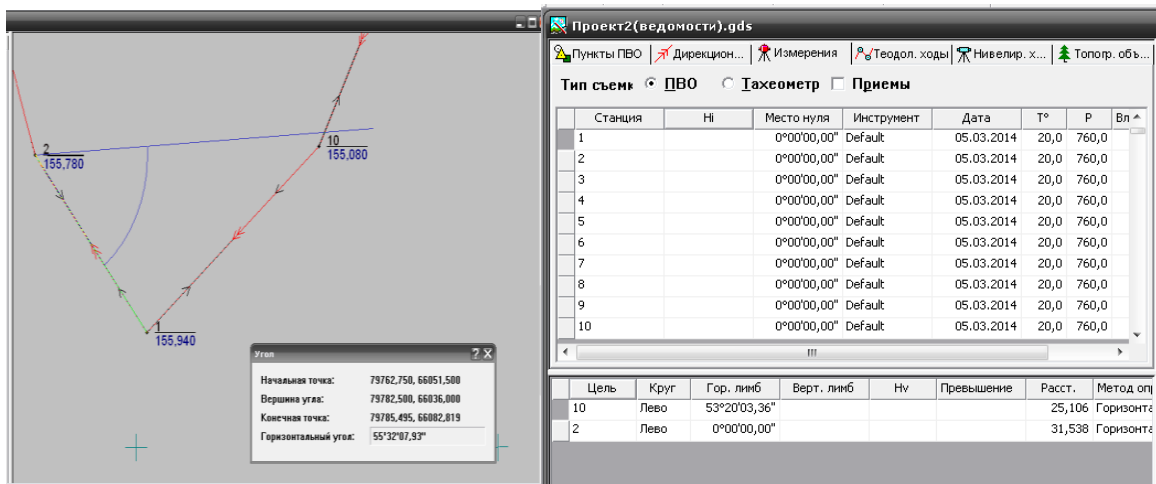 2
155,780
10
155,080
1
155,940
Угол
Начальная точка: 79762,750, 66051,500
Вершина угла: 79782,500, 66036,000
Конечная точка: 79785,495, 66082,819
Горизонтальный угол: 55°32'07,93"
Проект2(ведомости).gds
Пункты ПВО Дирекцион... Измерения Теодол. ходы Нивелир. х... Топогр. объ...
Тип съемк ПВО Тахеометр Приемы
Станция Hi Место нуля Инструмент Дата T° P Вл
1 0°00'00,00" Default 05.03.2014 20,0 760,0
2 0°00'00,00" Default 05.03.2014 20,0 760,0
3 0°00'00,00" Default 05.03.2014 20,0 760,0
4 0°00'00,00" Default 05.03.2014 20,0 760,0
5 0°00'00,00" Default 05.03.2014 20,0 760,0
6 0°00'00,00" Default 05.03.2014 20,0 760,0
7 0°00'00,00" Default 05.03.2014 20,0 760,0
8 0°00'00,00" Default 05.03.2014 20,0 760,0
9 0°00'00,00" Default 05.03.2014 20,0 760,0
10 0°00'00,00" Default 05.03.2014 20,0 760,0
Цель Круг Гор. лимб Верт. лимб Hv Превышение Расст. Метод опр
10 Лево 53°20'03,36" 25,106 Горизонта
2 Лево 0°00'00,00" 31,538 Горизонта